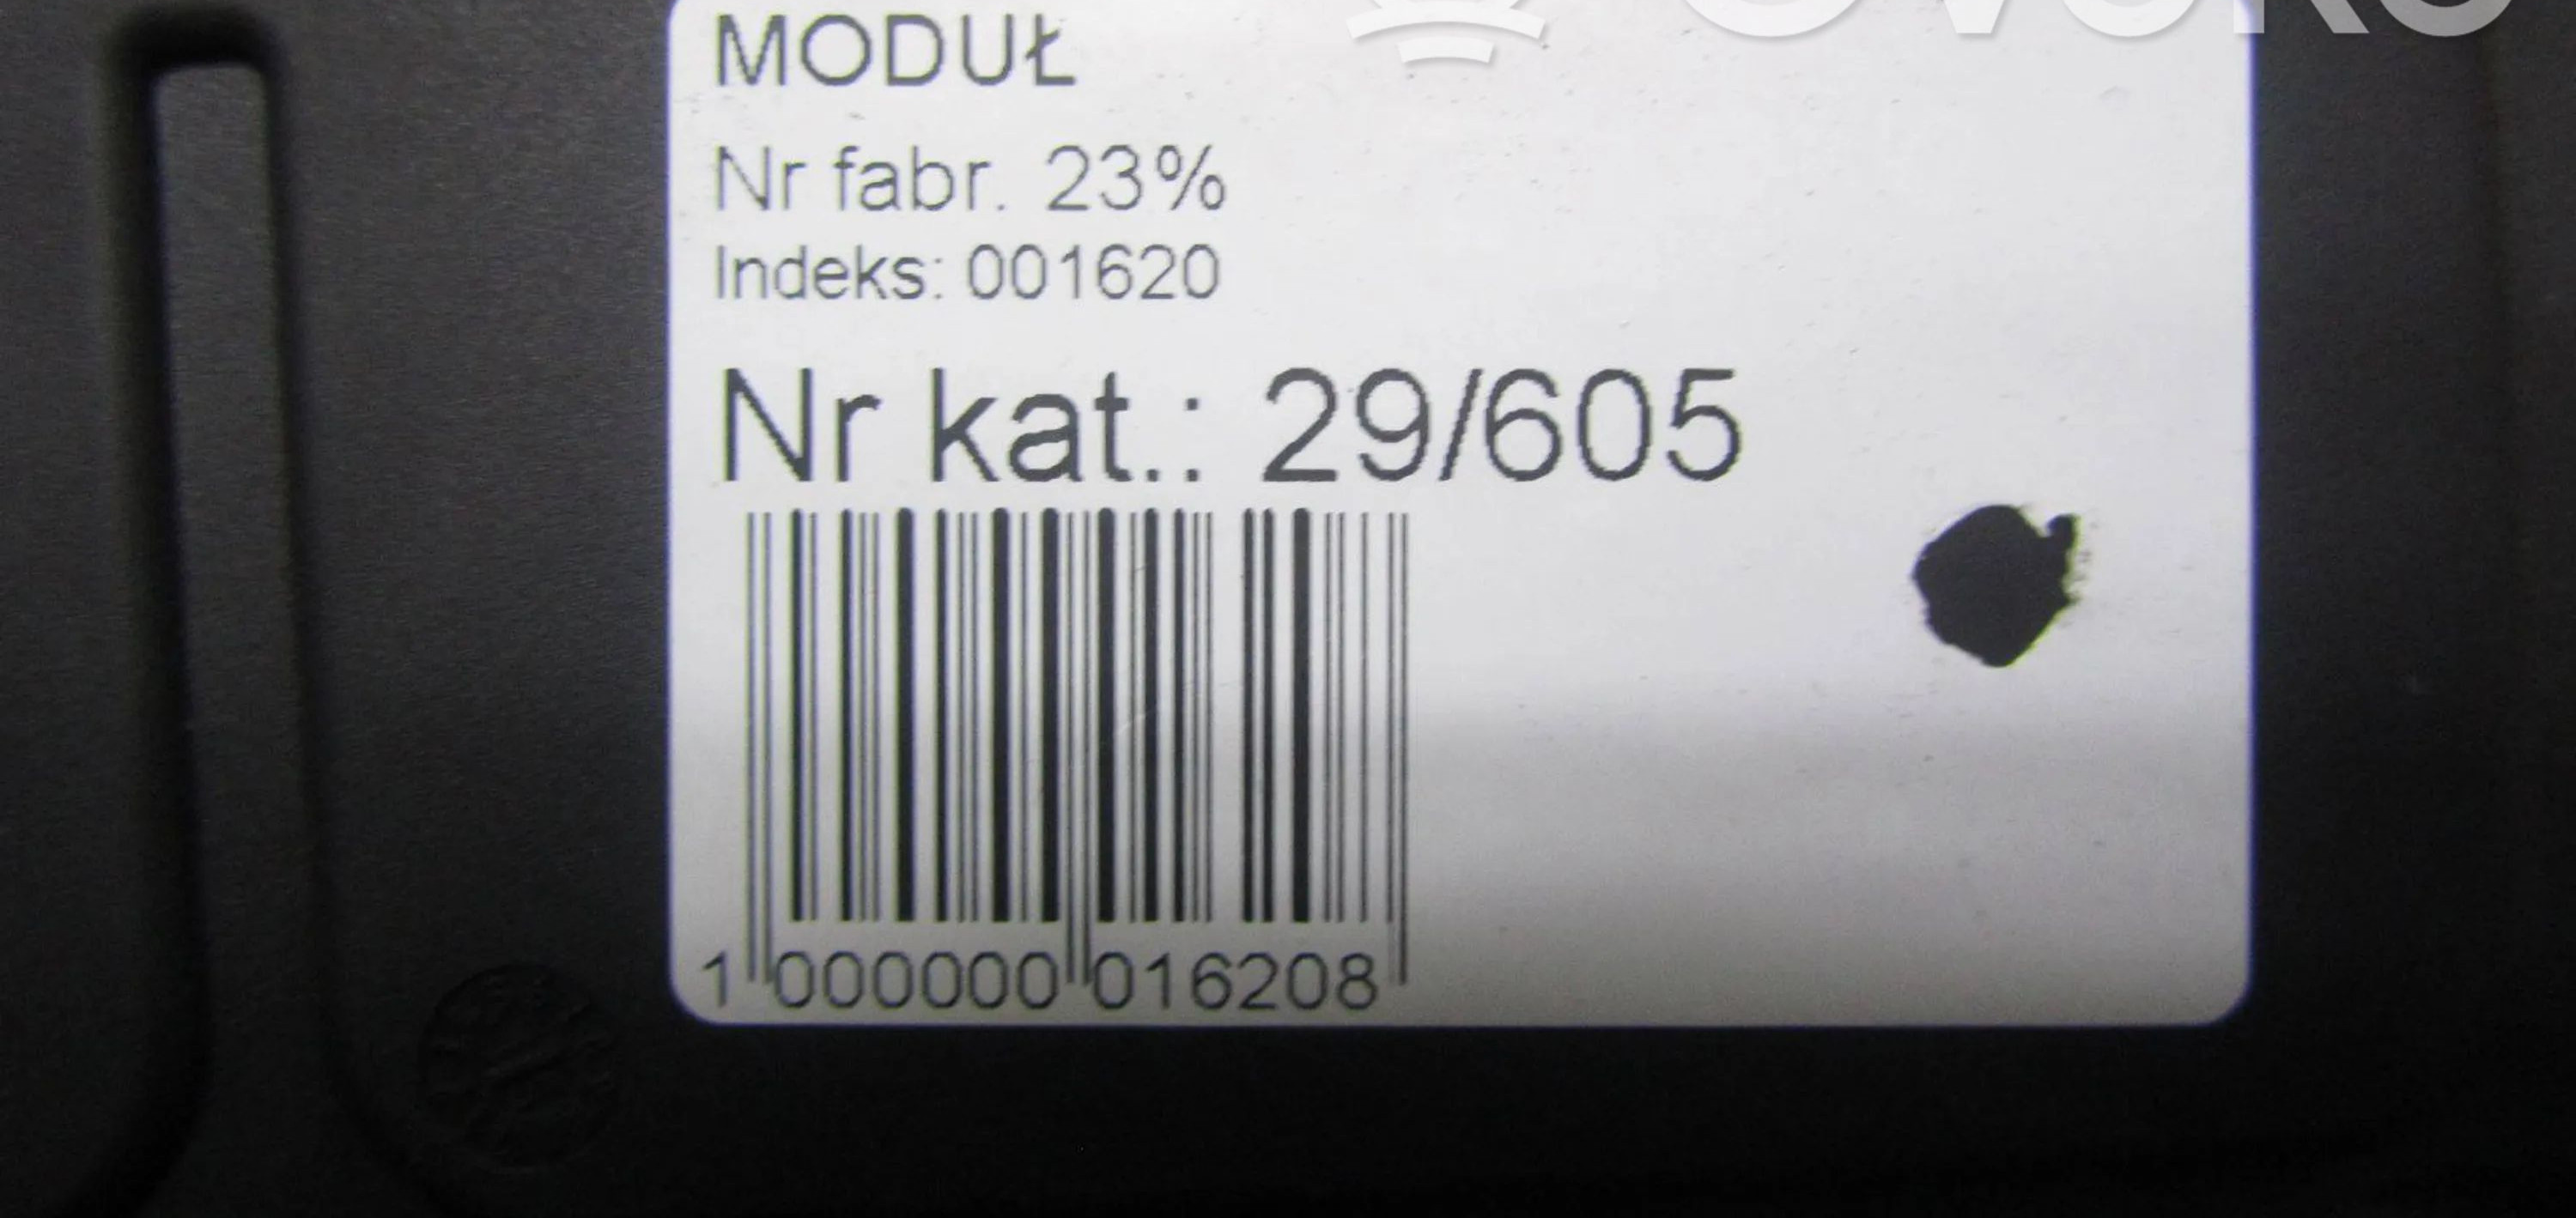 MODUŁ
Nr fabr. 23%
Indeks: 001620
Nr kat.: 29/605
1 000000 016208